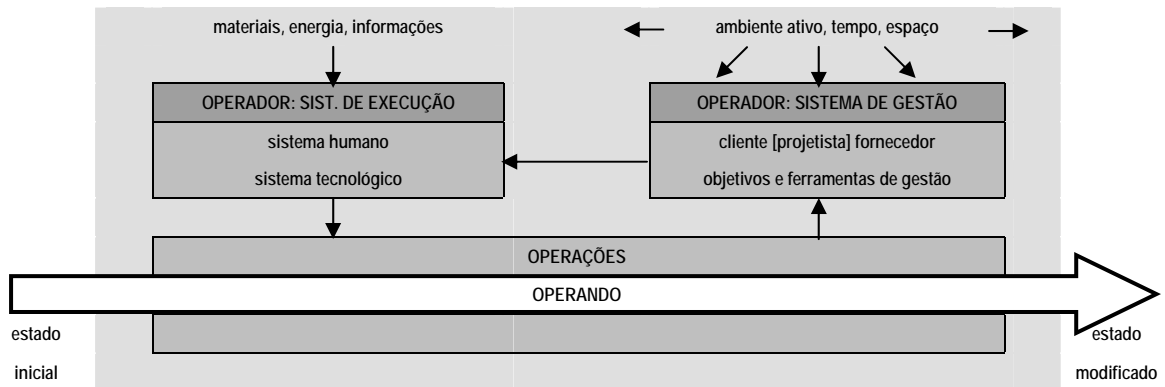 materiais, energia, informações
ambiente ativo, tempo, espaço
OPERADOR: SIST. DE EXECUÇÃO
OPERADOR: SISTEMA DE GESTÃO
sistema humano
cliente [projetista] fornecedor
sistema tecnológico
objetivos e ferramentas de gestão
OPERAÇÕES
OPERANDO
estado
estado
inicial
modificado